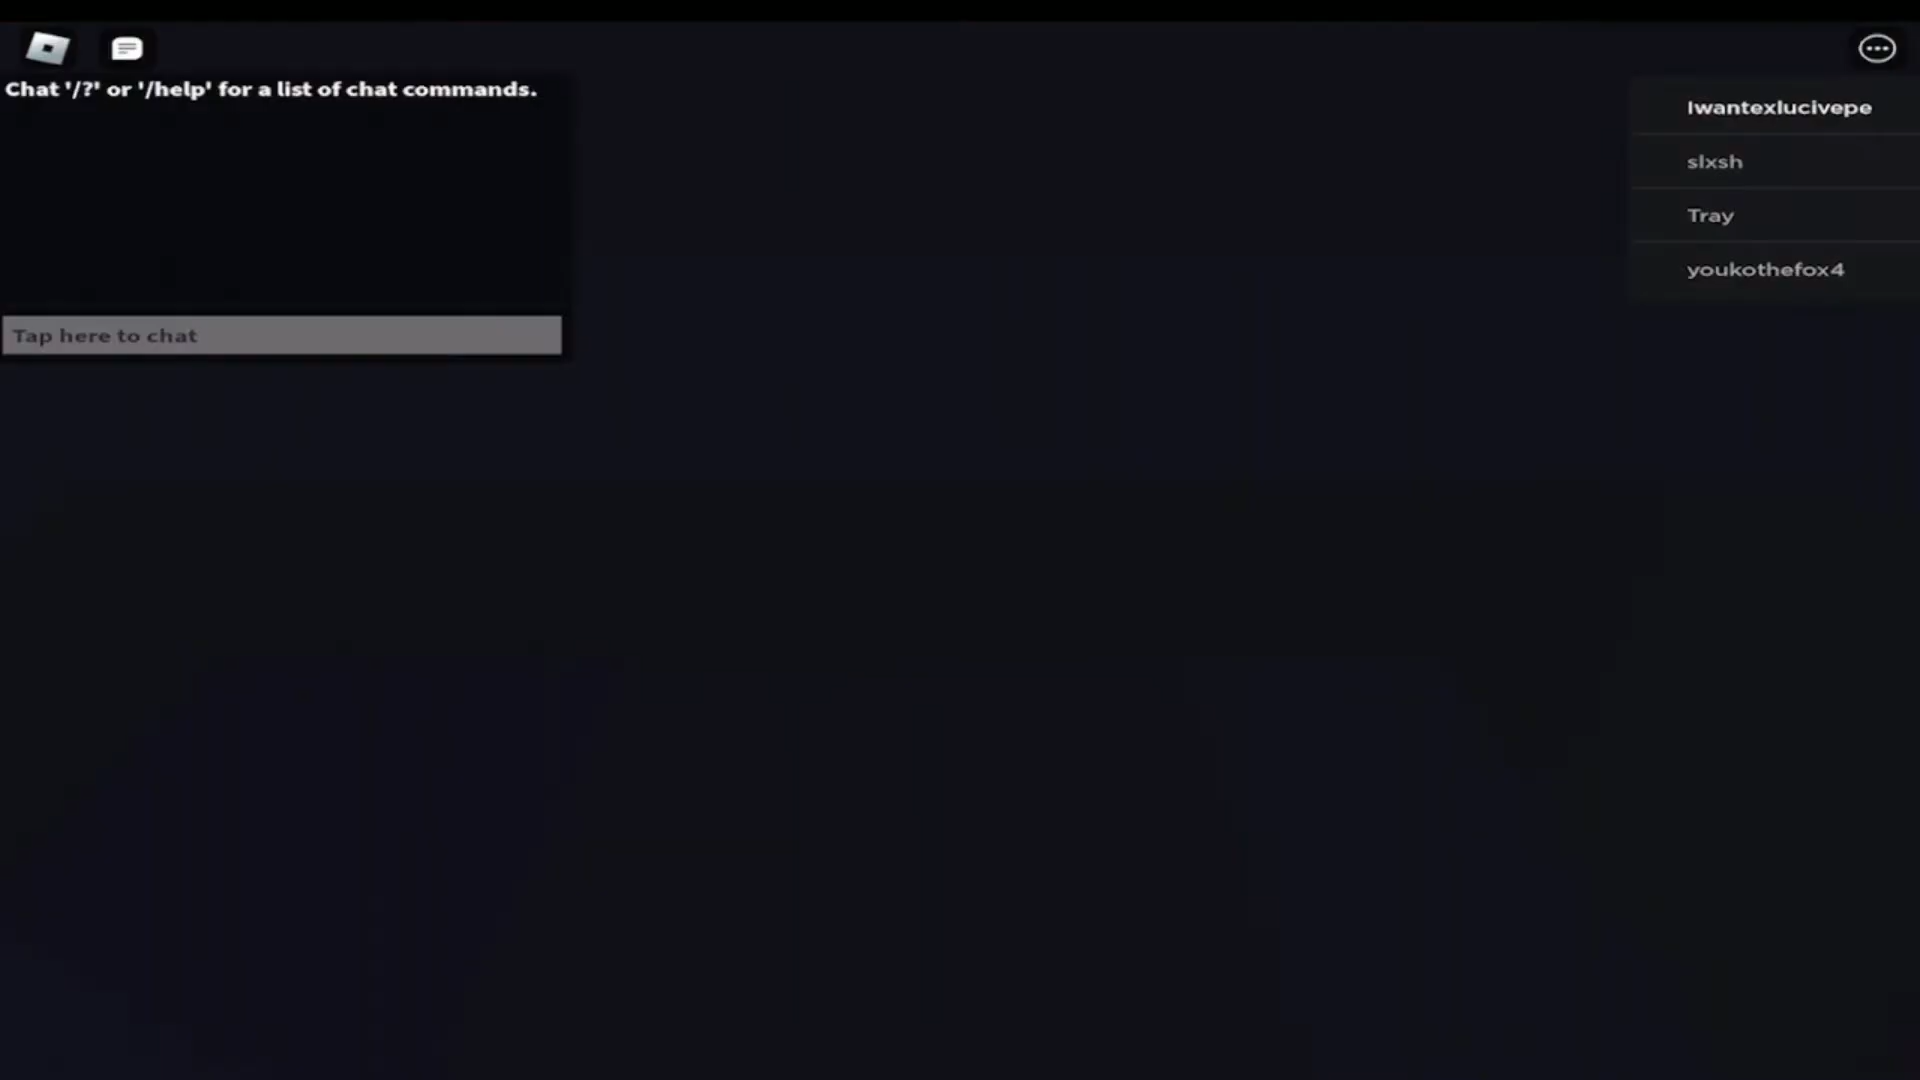 Chat '/?' or '/help' for a list of chat commands.
Tap here to chat
Iwantexlucivepe
slxsh
Tray
youkothefox4